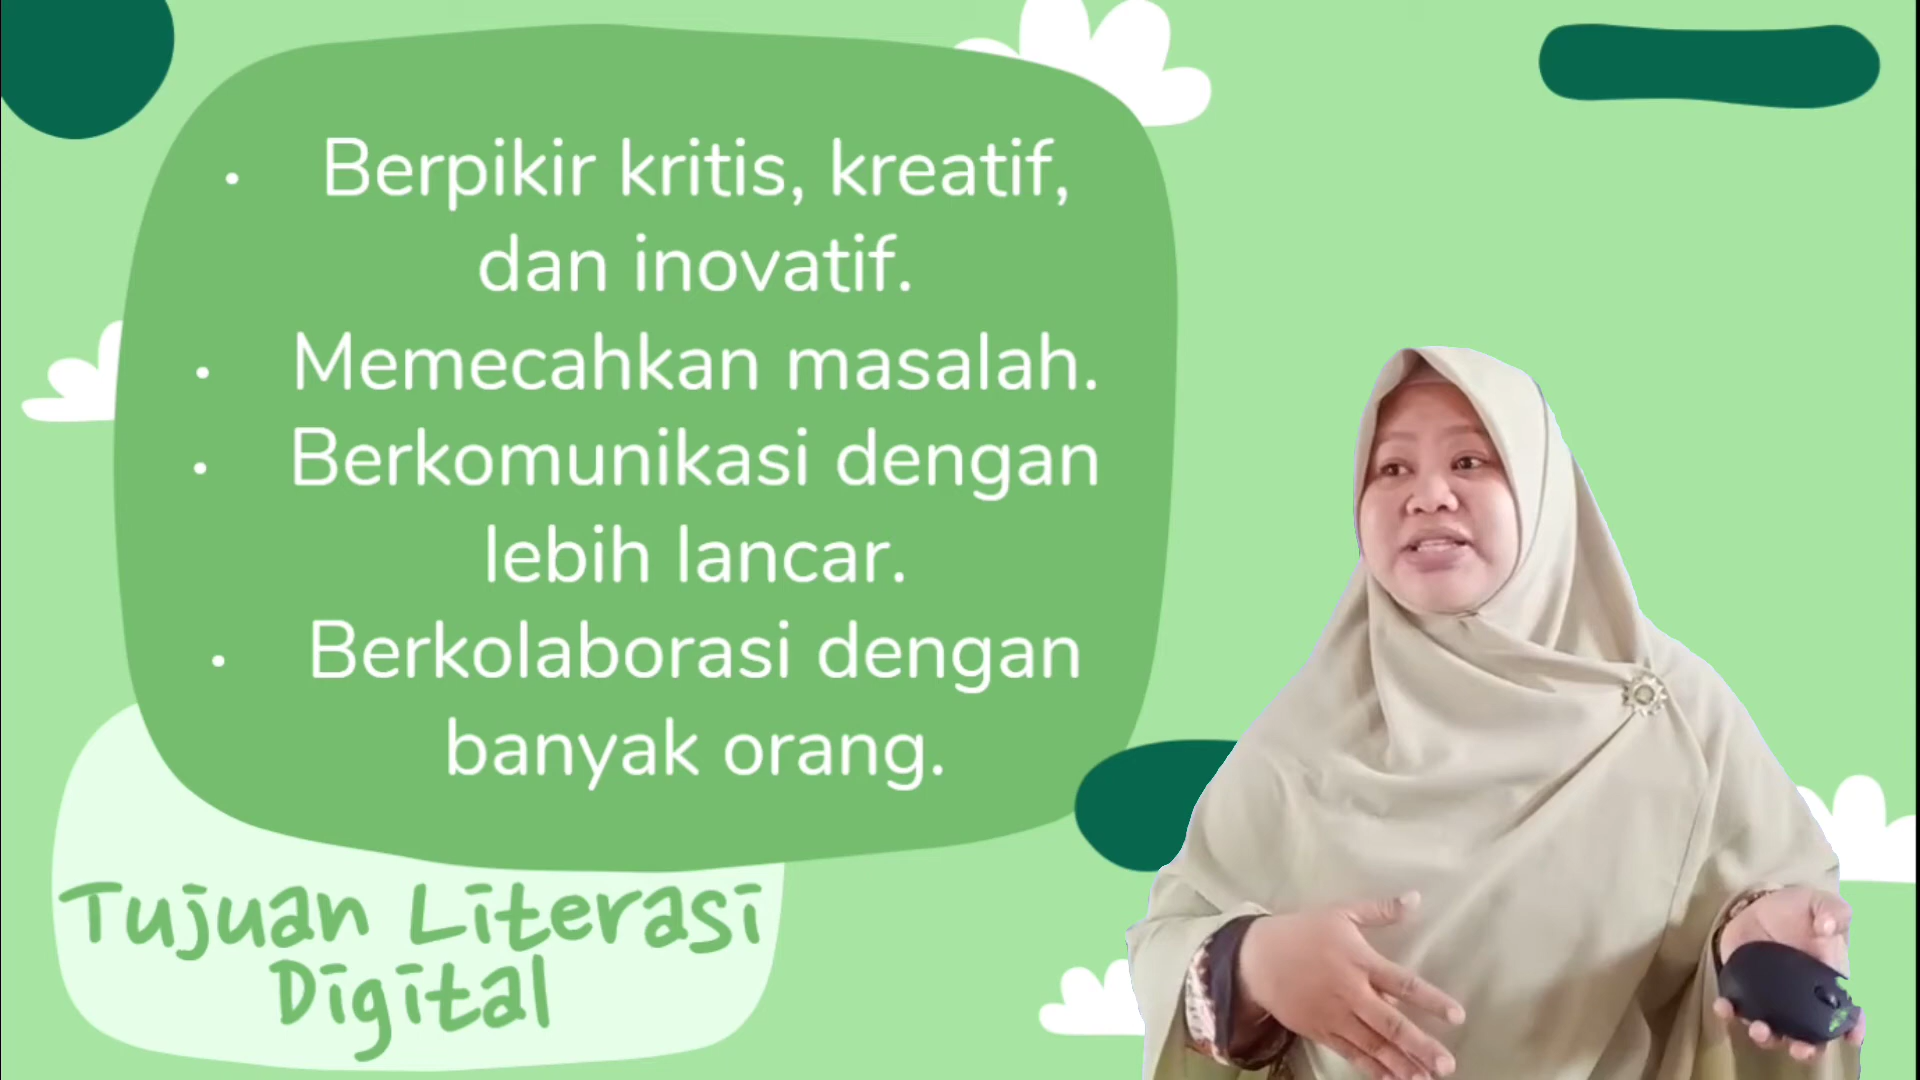 • Berpikir kritis, kreatif,
dan inovatif.
• Memecahkan masalah.
• Berkomunikasi dengan
lebih lancar.
• Berkolaborasi dengan
banyak orang.
Tujuan Literasi
Digital